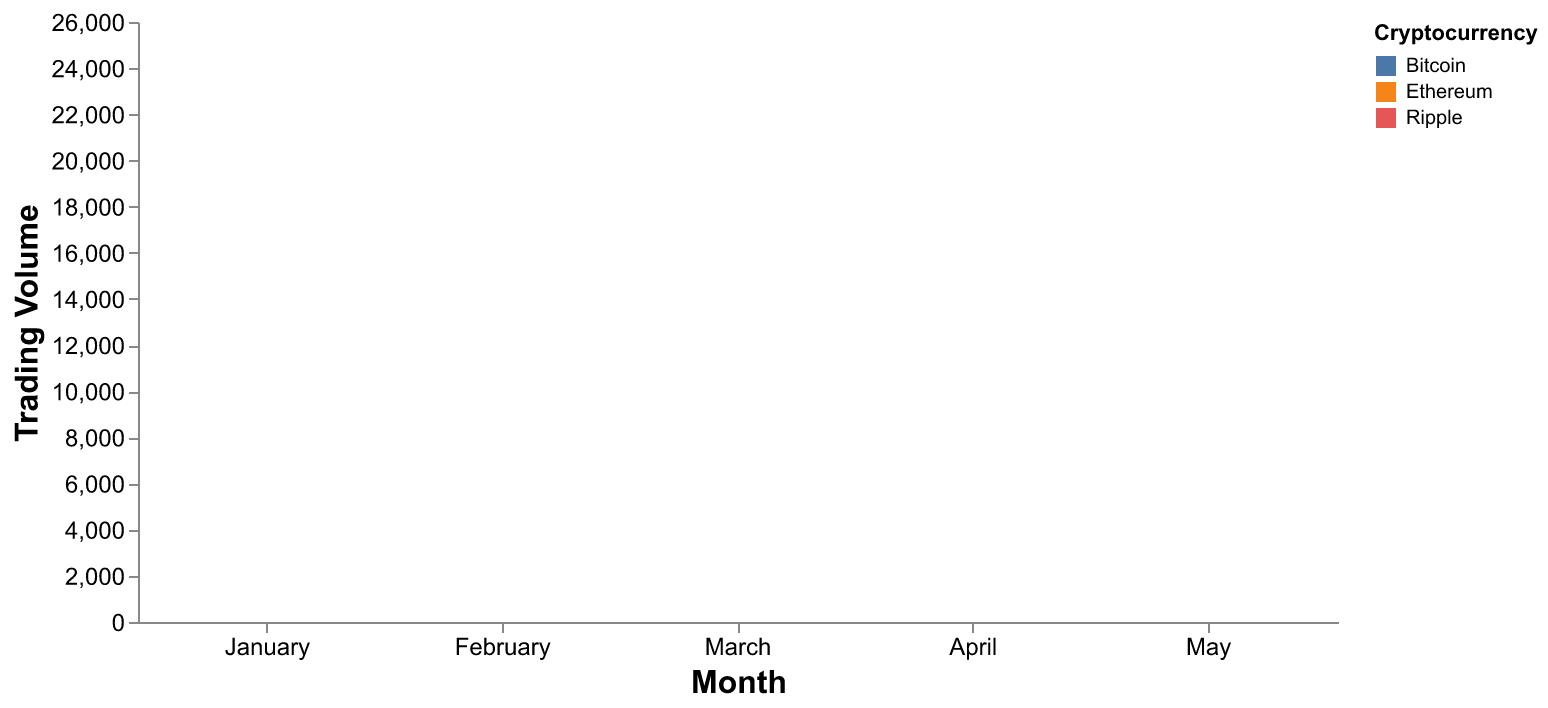 26,000
24,000
22,000
20,000
18,000
16,000
14,000
12,000
10,000
8,000
6,000
4,000
2,000
0
Trading Volume
January
February
March
April
May
Month
Cryptocurrency
Bitcoin
Ethereum
Ripple